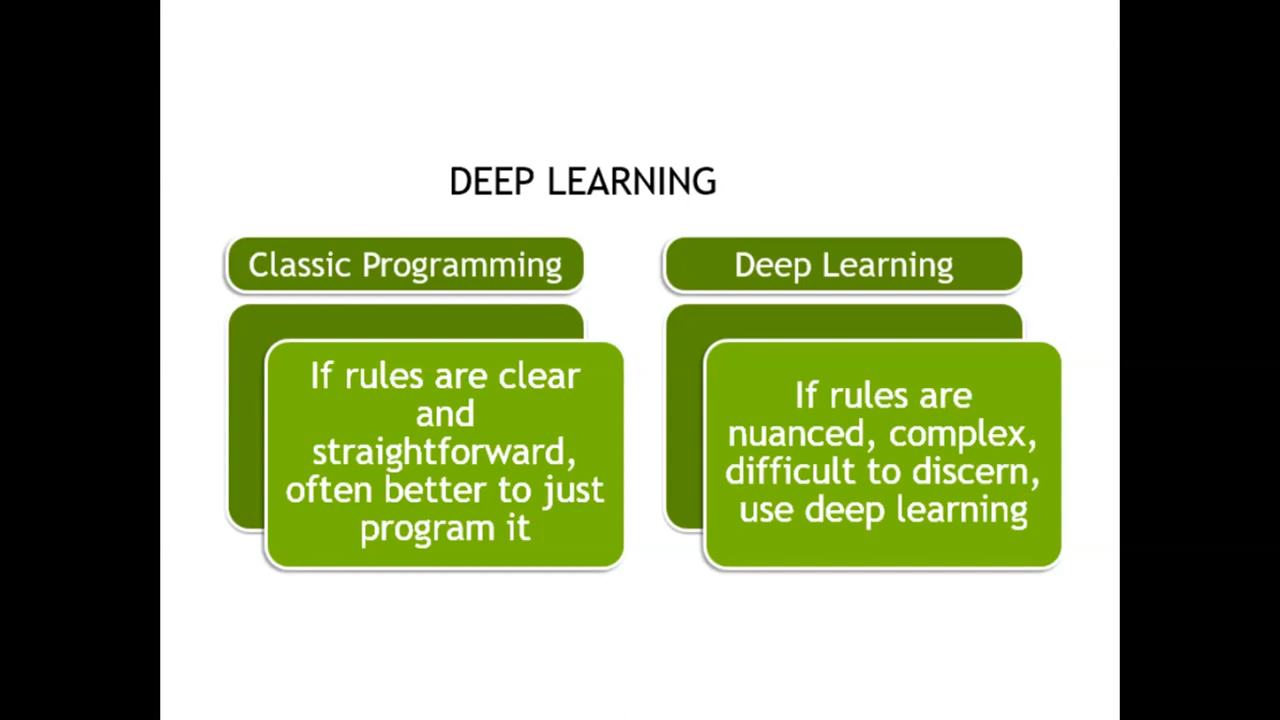 DEEP LEARNING
Classic Programming
If rules are clear
and
straightforward,
often better to just
program it
Deep Learning
If rules are
nuanced, complex,
difficult to discern,
use deep learning